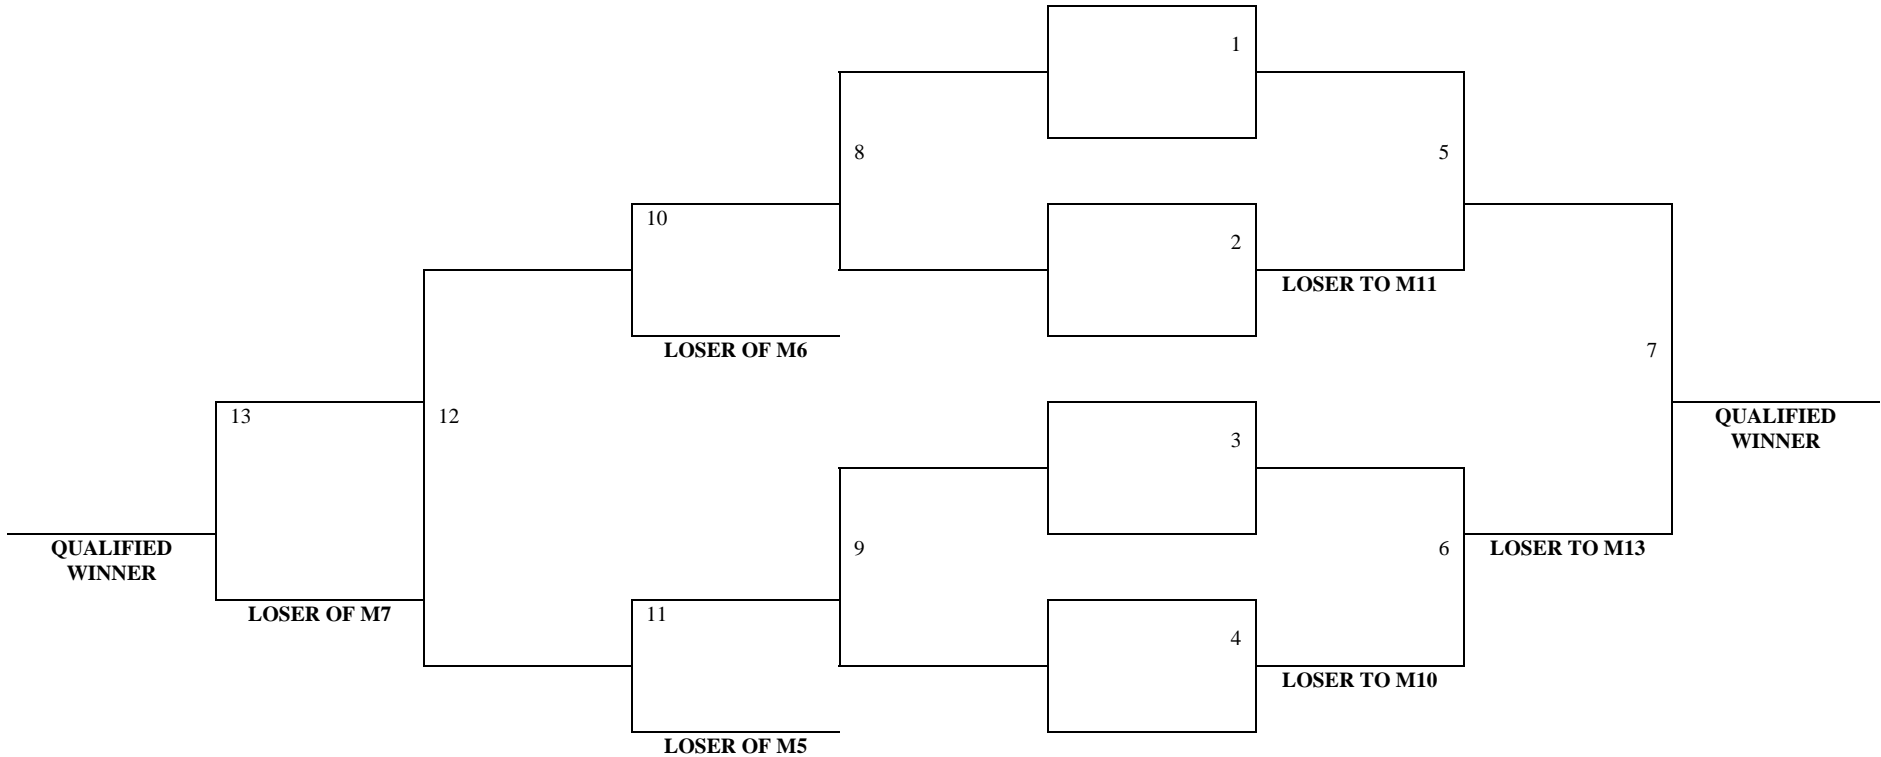 1
8
5
10
2
LOSER TO M11
LOSER OF M6
7
13
12
QUALIFIED
WINNER
3
QUALIFIED
WINNER
9
6
LOSER TO M13
LOSER OF M7
11
4
LOSER TO M10
LOSER OF M5